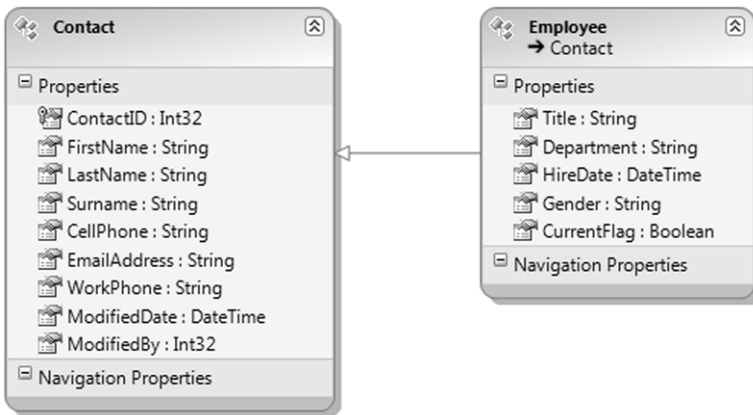 Contact
Properties
ContactID : Int32
FirstName : String
LastName : String
Surname : String
CellPhone : String
EmailAddress : String
WorkPhone : String
ModifiedDate : DateTime
ModifiedBy : Int32
Navigation Properties
Employee
Contact
Properties
Title : String
Department : String
HireDate : DateTime
Gender : String
CurrentFlag : Boolean
Navigation Properties